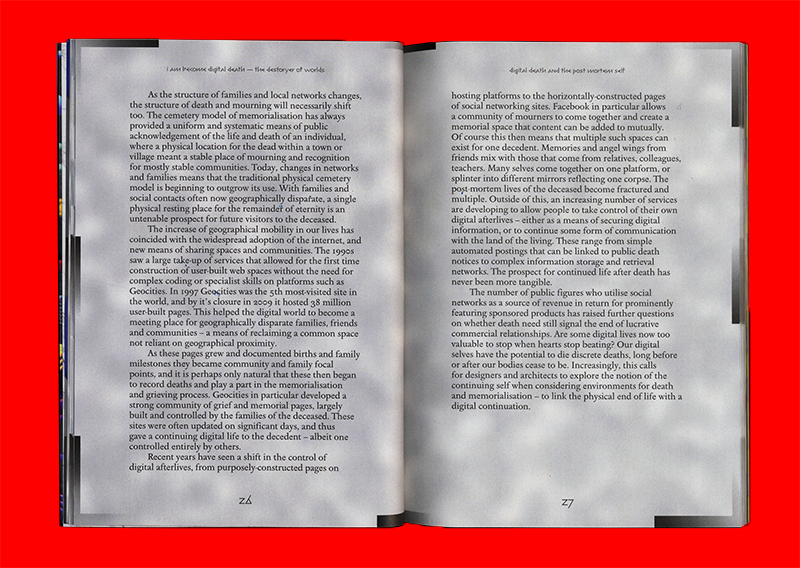 i am become digital death — the destoryer of worlds
As the structure of families and local networks changes,
the structure of death and mourning will necessarily shift
too. The cemetery model of memorialisation has always
provided a uniform and systematic means of public
acknowledgement of the life and death of an individual,
where a physical location for the dead within a town or
village meant a stable place of mourning and recognition
for mostly stable communities. Today, changes in networks
and families means that the traditional physical cemetery
model is beginning to outgrow its use. With families and
social contacts often now geographically disparate, a single
physical resting place for the remainder of eternity is an
untenable prospect for future visitors to the deceased.
The increase of geographical mobility in our lives has
coincided with the widespread adoption of the internet, and
new means of sharing spaces and communities. The 1990s
saw a large take-up of services that allowed for the first time
construction of user-built web spaces without the need for
complex coding or specialist skills on platforms such as
Geocities. In 1997 Geocities was the 5th most-visited site in
the world, and by it's closure in 2009 it hosted 38 million
user-built pages. This helped the digital world to become a
meeting place for geographically disparate families, friends
and communities – a means of reclaiming a common space
not reliant on geographical proximity.
As these pages grew and documented births and family
milestones they became community and family focal
points, and it is perhaps only natural that these then began
to record deaths and play a part in the memorialisation
and grieving process. Geocities in particular developed a
strong community of grief and memorial pages, largely
built and controlled by the families of the deceased. These
sites were often updated on significant days, and thus
gave a continuing digital life to the decedent – albeit one
controlled entirely by others.
Recent years have seen a shift in the control of
digital afterlives, from purposely-constructed pages on
26
digital death and the post mortem self
hosting platforms to the horizontally-constructed pages
of social networking sites. Facebook in particular allows
a community of mourners to come together and create a
memorial space that content can be added to mutually.
Of course this then means that multiple such spaces can
exist for one decedent. Memories and angel wings from
friends mix with those that come from relatives, colleagues,
teachers. Many selves come together on one platform, or
splinter into different mirrors reflecting one corpse. The
post-mortem lives of the deceased become fractured and
multiple. Outside of this, an increasing number of services
are developing to allow people to take control of their own
digital afterlives – either as a means of securing digital
information, or to continue some form of communication
with the land of the living. These range from simple
automated postings that can be linked to public death
notices to complex information storage and retrieval
networks. The prospect for continued life after death has
never been more tangible.
The number of public figures who utilise social
networks as a source of revenue in return for prominently
featuring sponsored products has raised further questions
on whether death need still signal the end of lucrative
commercial relationships. Are some digital lives now too
valuable to stop when hearts stop beating? Our digital
selves have the potential to die discrete deaths, long before
or after our bodies cease to be. Increasingly, this calls
for designers and architects to explore the notion of the
continuing self when considering environments for death
and memorialisation – to link the physical end of life with a
digital continuation.
27